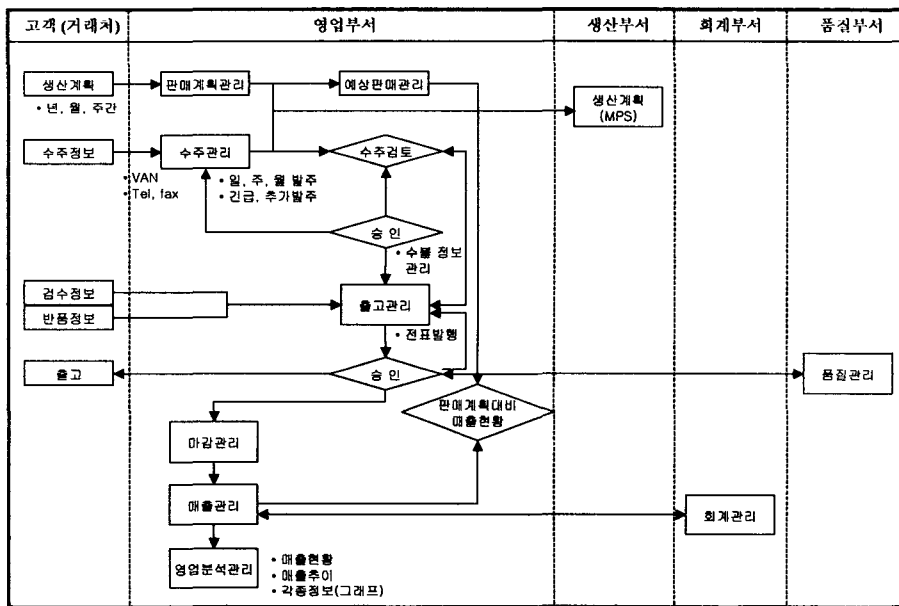 고객 (거래처)
영업부서
생산부서
회계부서
품질부서
생산계획
• 년, 월, 주간
판매계획관리
예상판매관리
생산계획
(MPS)
수주정보
• VAN
• Tel, fax
수주관리
• 일, 주, 월 발주
• 긴급, 추가발주
수주검토
승 인
• 수불 정보
관리
검수정보
반품정보
출고관리
• 전표발행
출고
승 인
품질관리
판매계획대비
매출현황
마감관리
매출관리
회계관리
영업분석관리
• 매출현황
• 매출추이
• 각종정보(그래프)